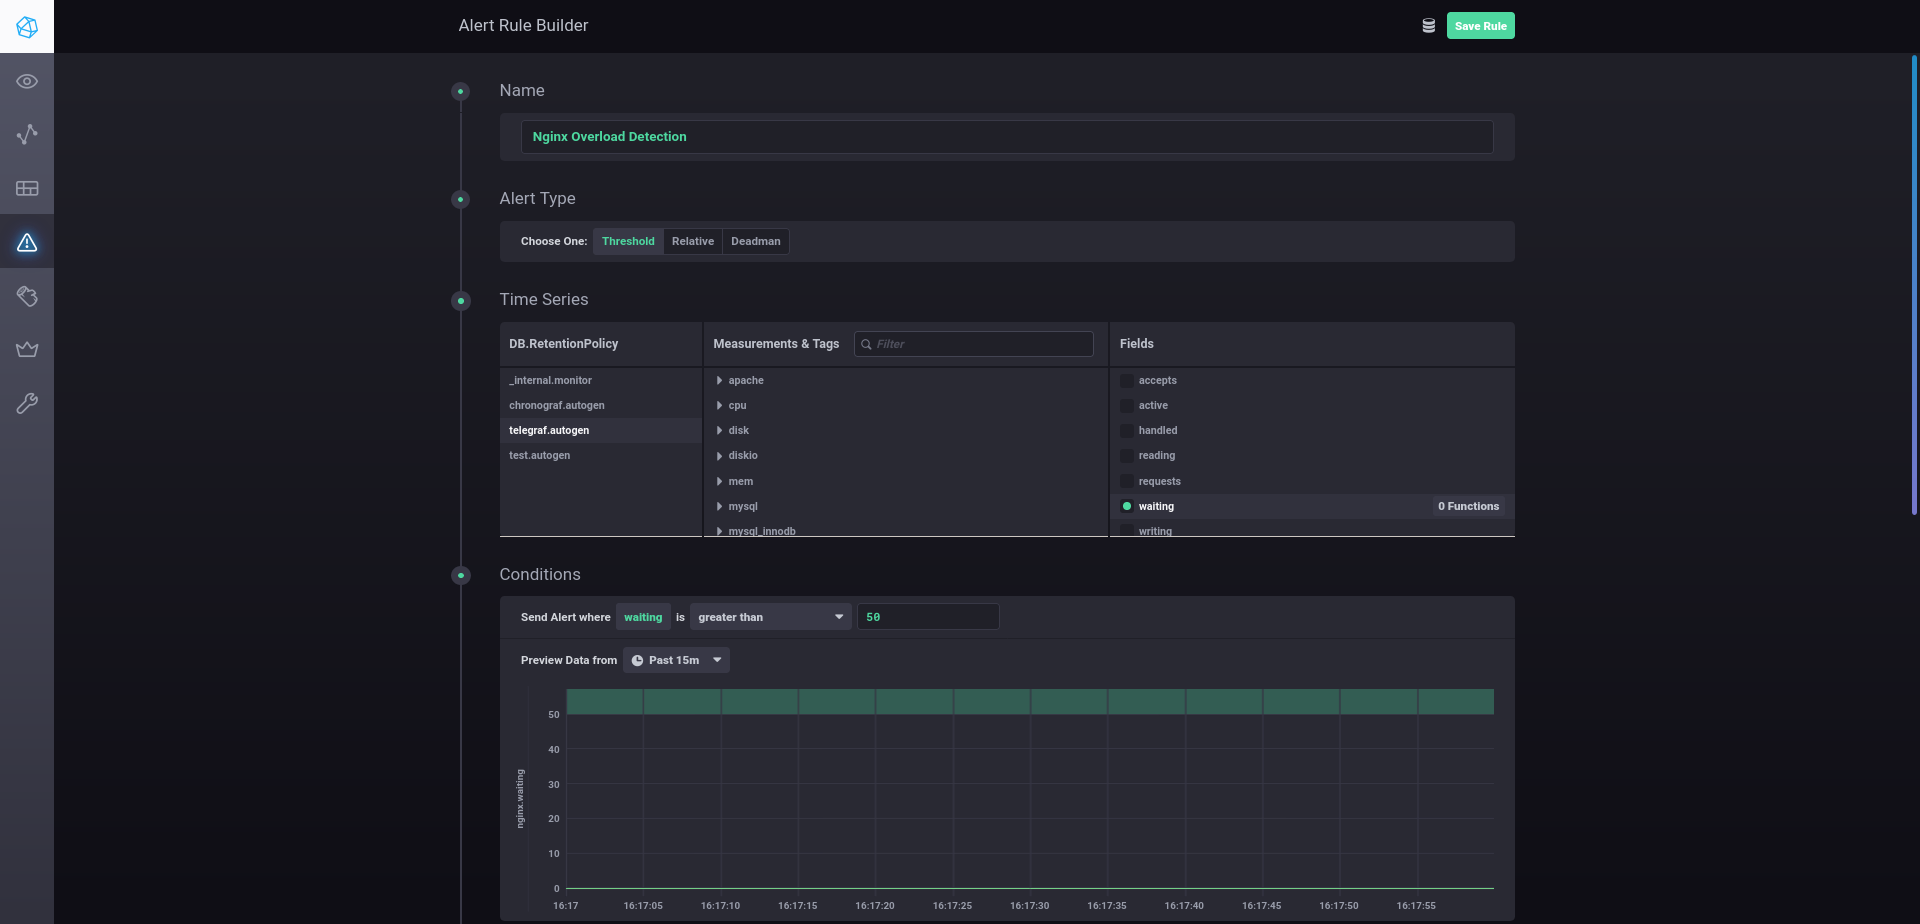 Alert Rule Builder
Save Rule
Name
Nginx Overload Detection
Alert Type
Choose One: Threshold Relative Deadman
Time Series
DB.RetentionPolicy
_internal.monitor
chronograf.autogen
telegraf.autogen
test.autogen
Measurements & Tags Filter
apache
cpu
disk
diskio
mem
mysql
mysql_innodb
Fields
accepts
active
handled
reading
requests
waiting 0 Functions
writing
Conditions
Send Alert where waiting is greater than 50
Preview Data from Past 15m
nginx.waiting
50
40
30
20
10
0
16:17 16:17:05 16:17:10 16:17:15 16:17:20 16:17:25 16:17:30 16:17:35 16:17:40 16:17:45 16:17:50 16:17:55